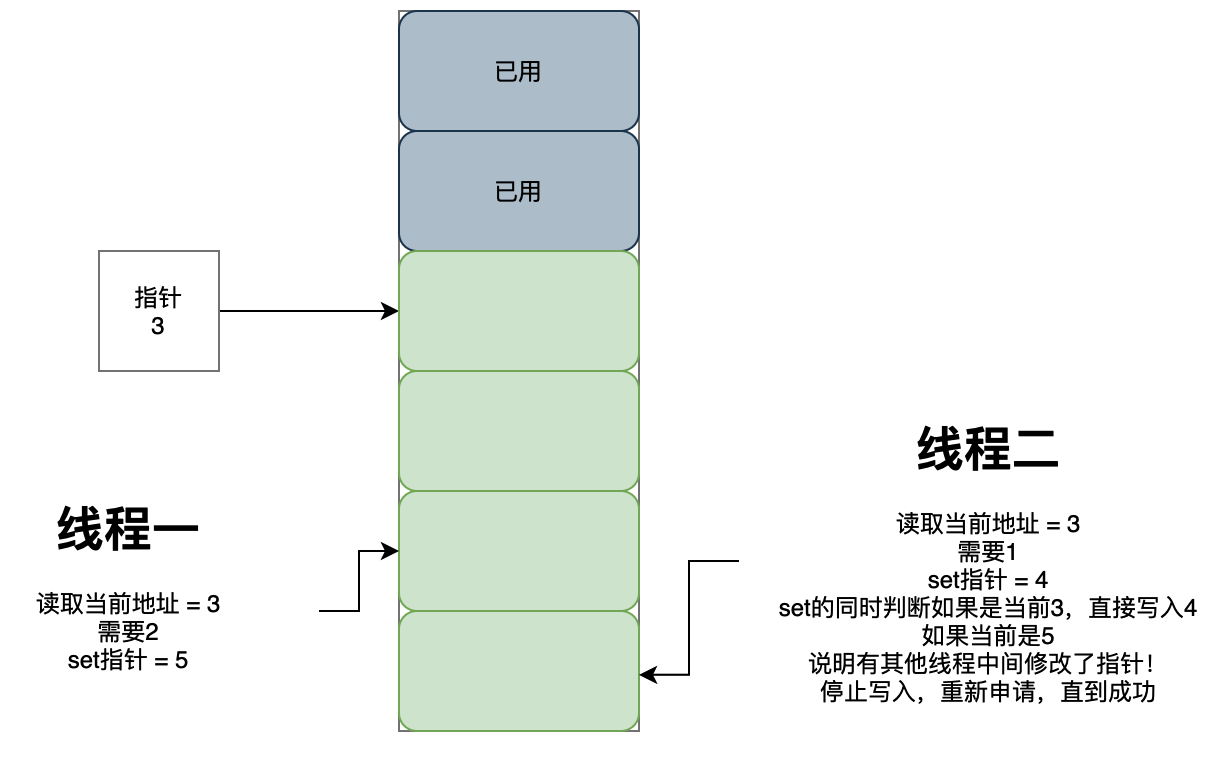 已用
已用
指针
3
线程一
读取当前地址 = 3
需要2
set指针 = 5
线程二
读取当前地址 = 3
需要1
set指针 = 4
set的同时判断如果是当前3，直接写入4
如果当前是5
说明有其他线程中间修改了指针！
停止写入，重新申请，直到成功